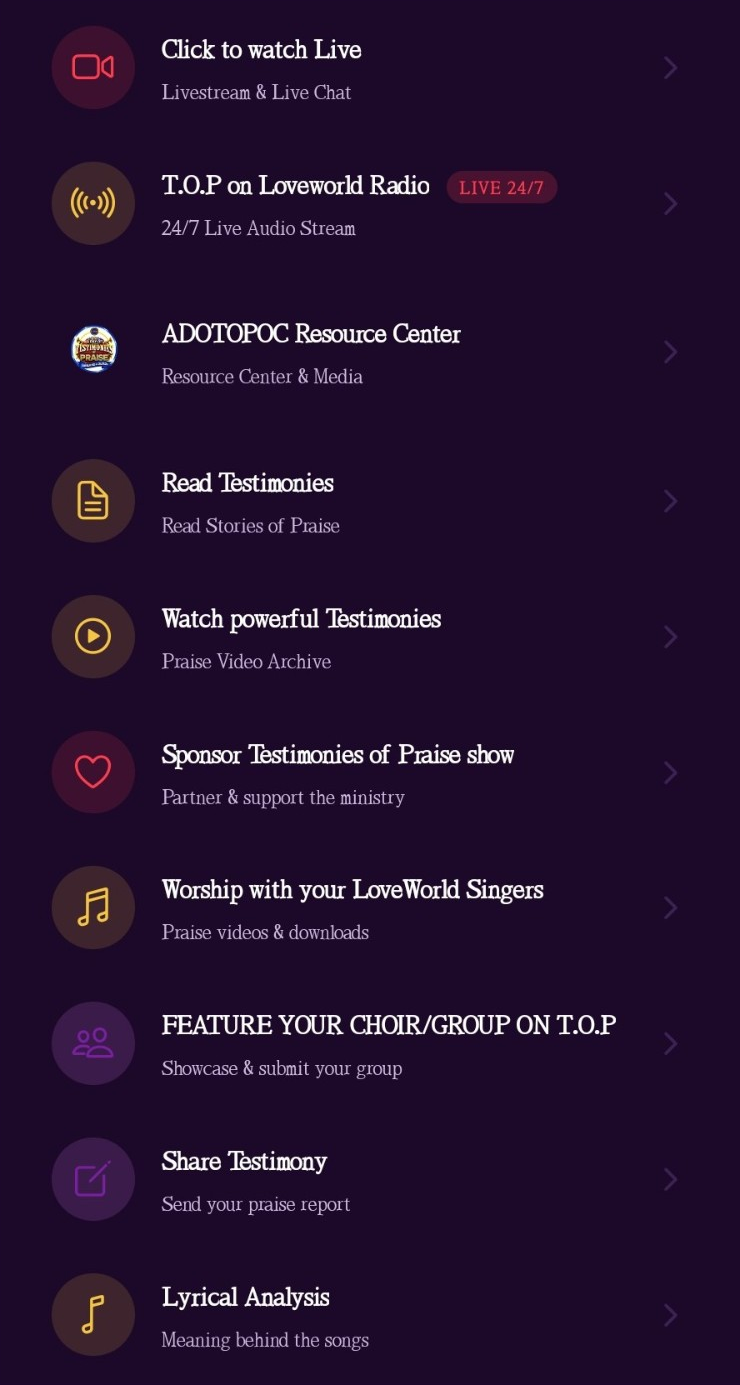 Click to watch Live
Livestream & Live Chat
T.O.P on Loveworld Radio LIVE 24/7
24/7 Live Audio Stream
TESTIMONIES
PRAISE
ADOTOPOC Resource Center
Resource Center & Media
Read Testimonies
Read Stories of Praise
Watch powerful Testimonies
Praise Video Archive
Sponsor Testimonies of Praise show
Partner & support the ministry
Worship with your LoveWorld Singers
Praise videos & downloads
FEATURE YOUR CHOIR/GROUP ON T.O.P
Showcase & submit your group
Share Testimony
Send your praise report
Lyrical Analysis
Meaning behind the songs